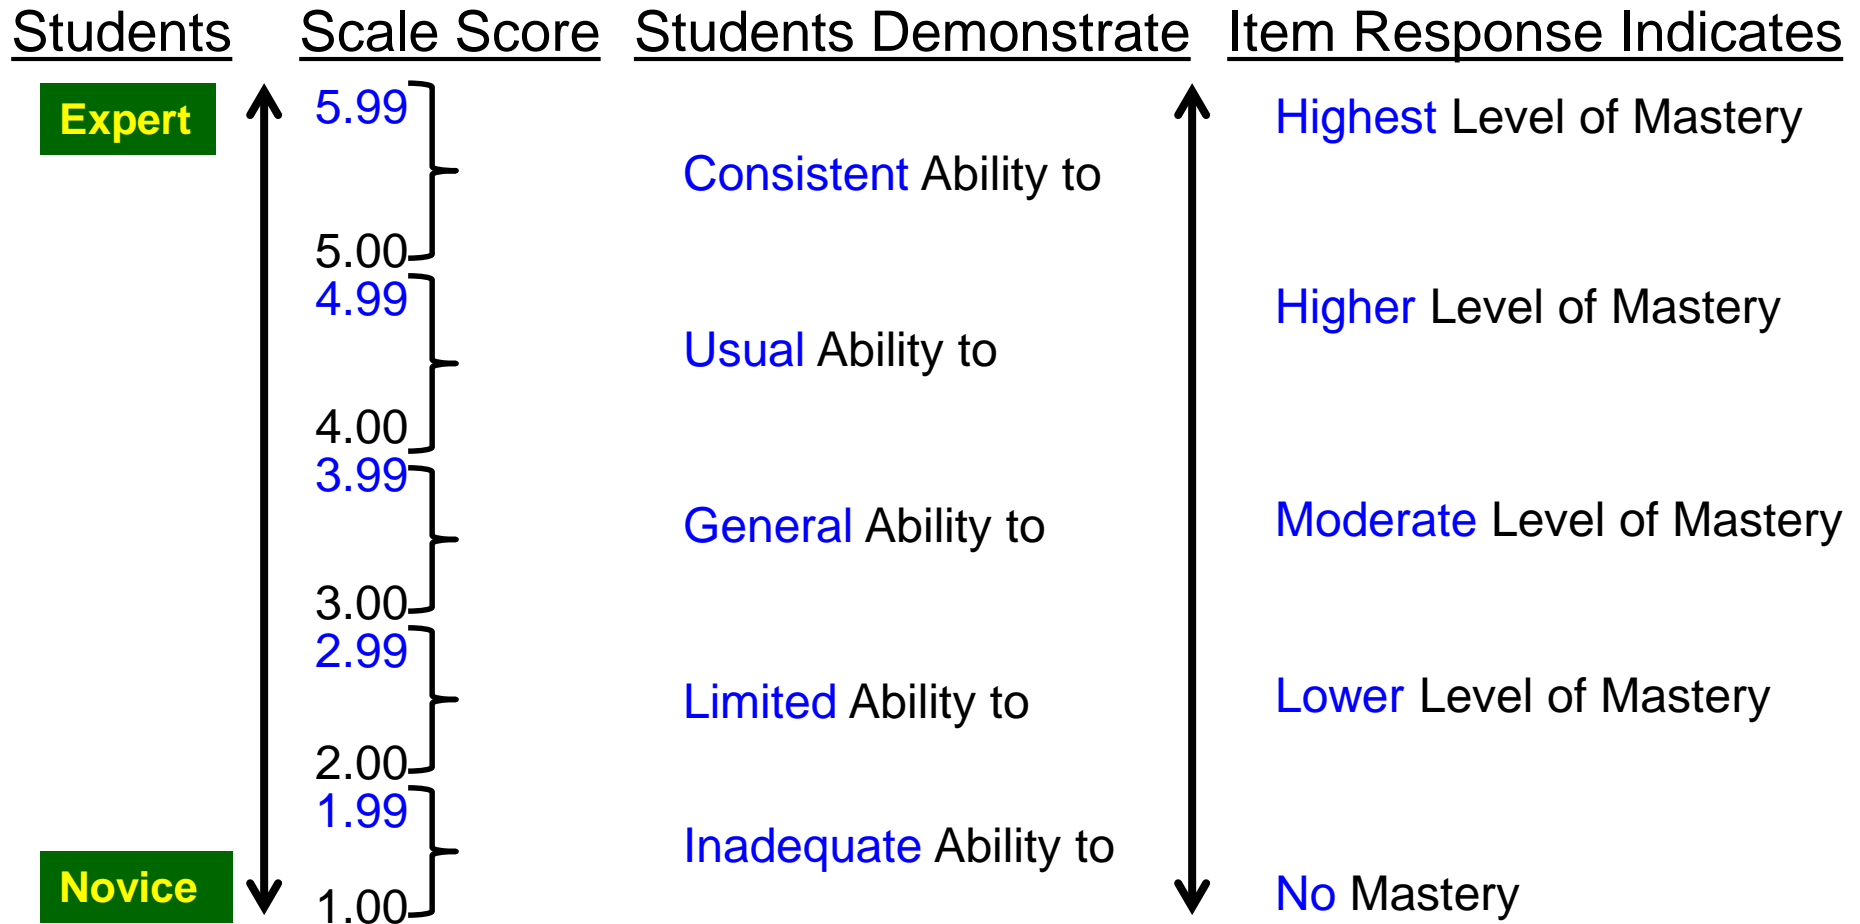 Students Scale Score Students Demonstrate Item Response Indicates
Expert 5.99 Highest Level of Mastery
Consistent Ability to
5.00
4.99 Higher Level of Mastery
Usual Ability to
4.00
3.99
General Ability to Moderate Level of Mastery
3.00
2.99
Limited Ability to Lower Level of Mastery
2.00
1.99
Inadequate Ability to
Novice 1.00 No Mastery